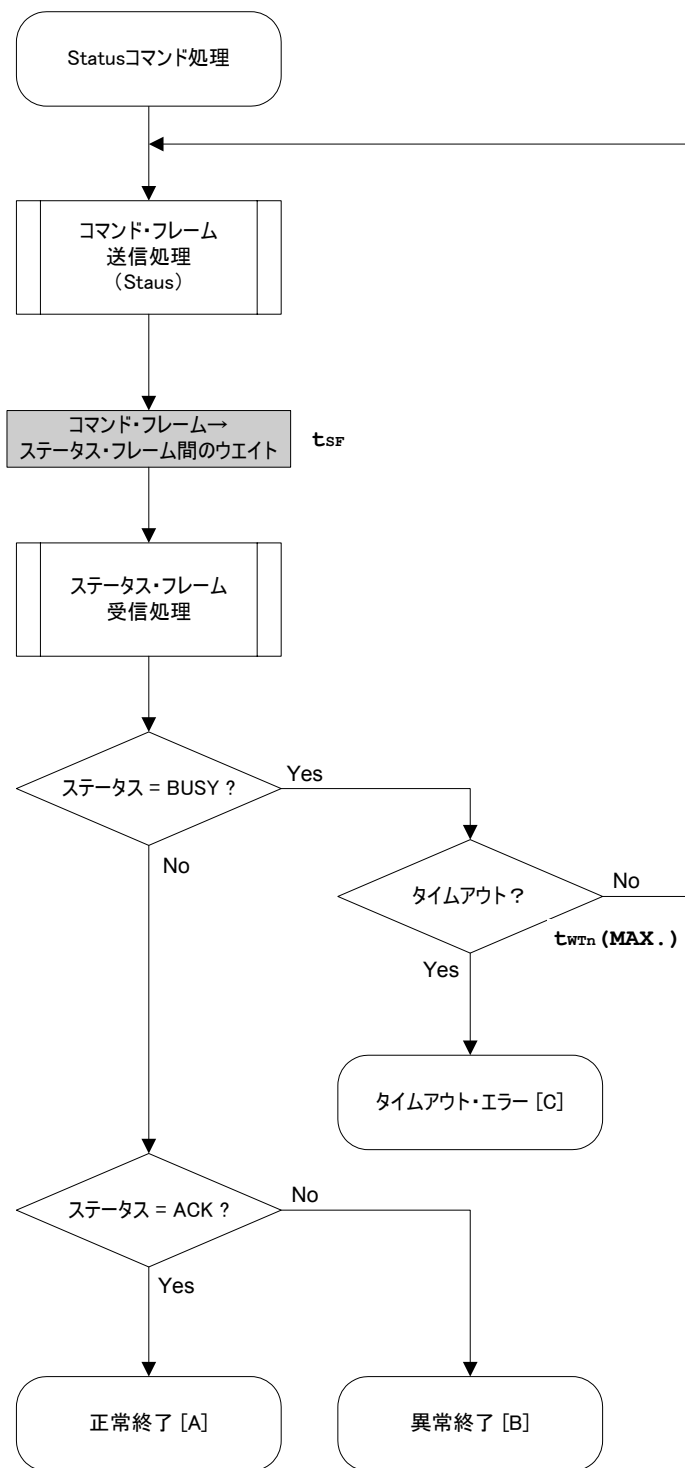 Statusコマンド処理
コマンド・フレーム
送信処理
（Staus）
コマンド・フレーム→
ステータス・フレーム間のウエイト
tSF
ステータス・フレーム
受信処理
ステータス = BUSY ?
Yes
No
タイムアウト？
No
tWTn(MAX.)
Yes
タイムアウト・エラー [C]
ステータス = ACK ?
No
Yes
正常終了 [A]
異常終了 [B]